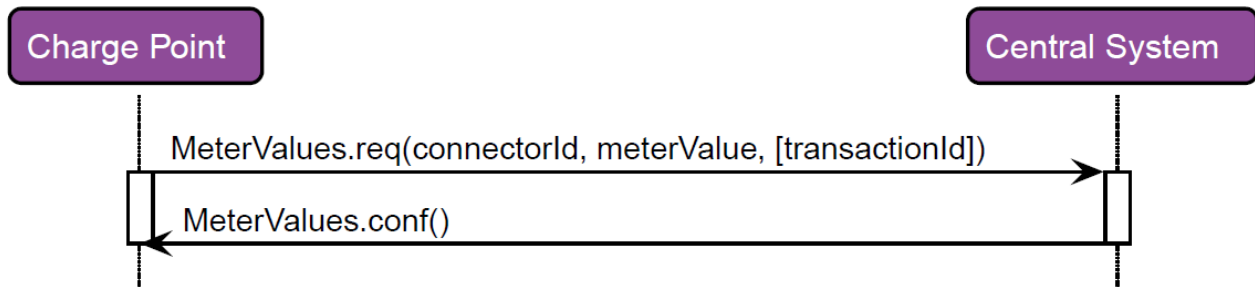 Charge Point
Central System
MeterValues.req(connectorId, meterValue, [transactionId])
MeterValues.conf()